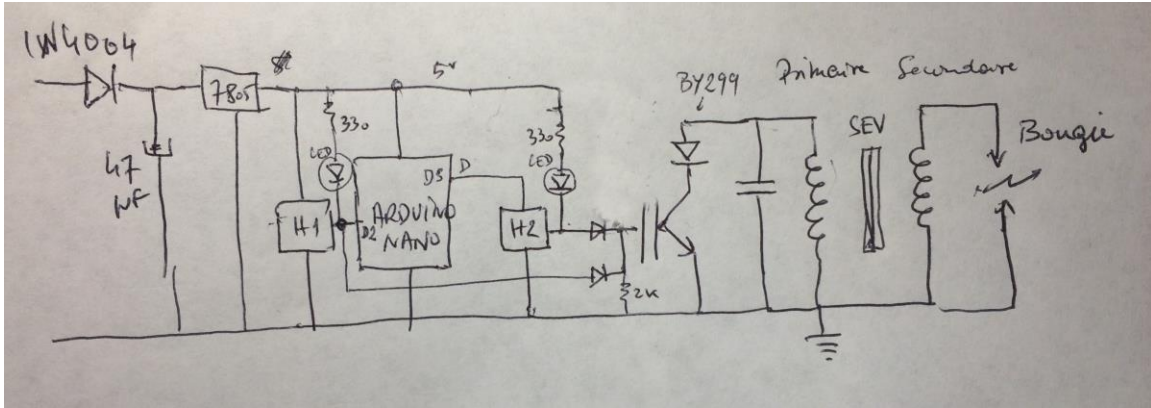 1N4004
7805
5v
BY299
Primaire Secondaire
330
330
LED
LED
D3
D
SEV
Bougie
47
NF
H1
D2
ARDUINO
NANO
H2
2K